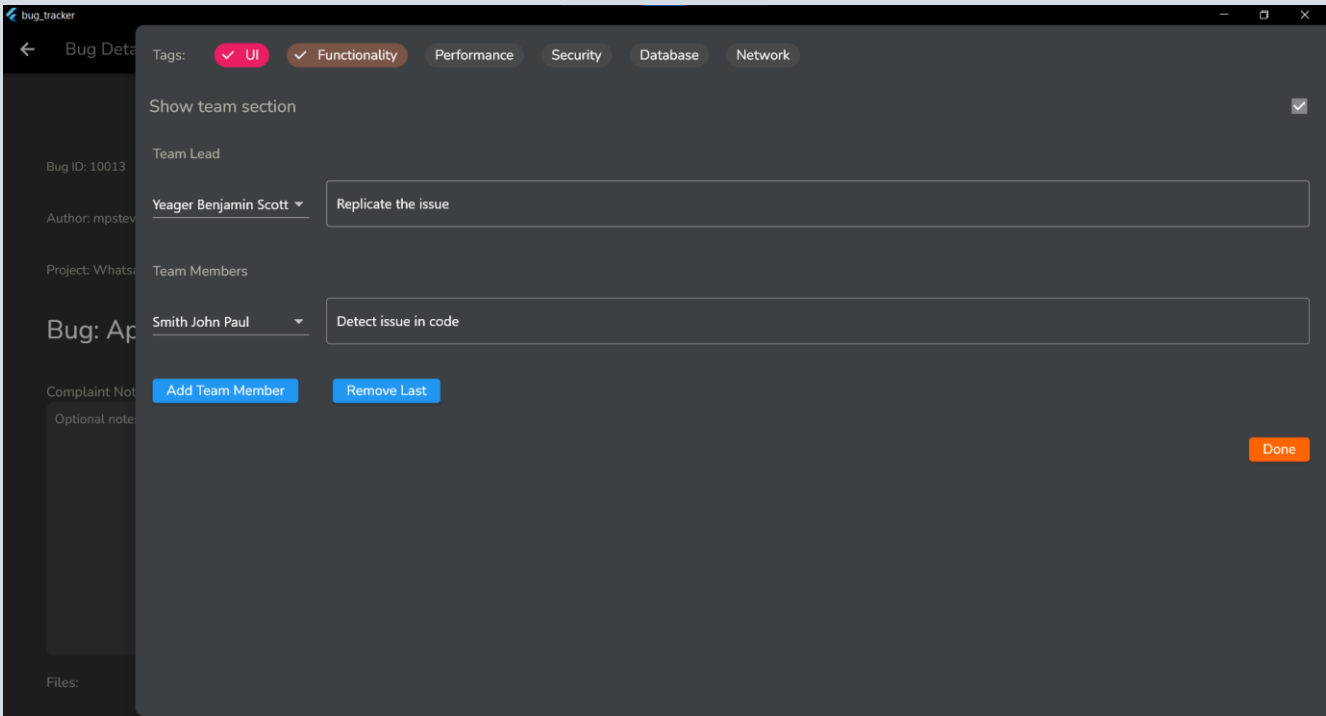 bug_tracker
Bug Deta
Tags: UI Functionality Performance Security Database Network
Show team section
Team Lead
Bug ID: 10013
Yeager Benjamin Scott Replicate the issue
Author: mpstev
Project: Whatsa
Team Members
Smith John Paul Detect issue in code
Bug: Ap
Complaint Not
Add Team Member Remove Last
Optional note
Done
Files: